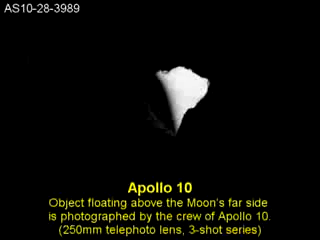 AS10-28-3989
Apollo 10
Object floating above the Moon's far side
is photographed by the crew of Apollo 10.
(250mm telephoto lens, 3-shot series)